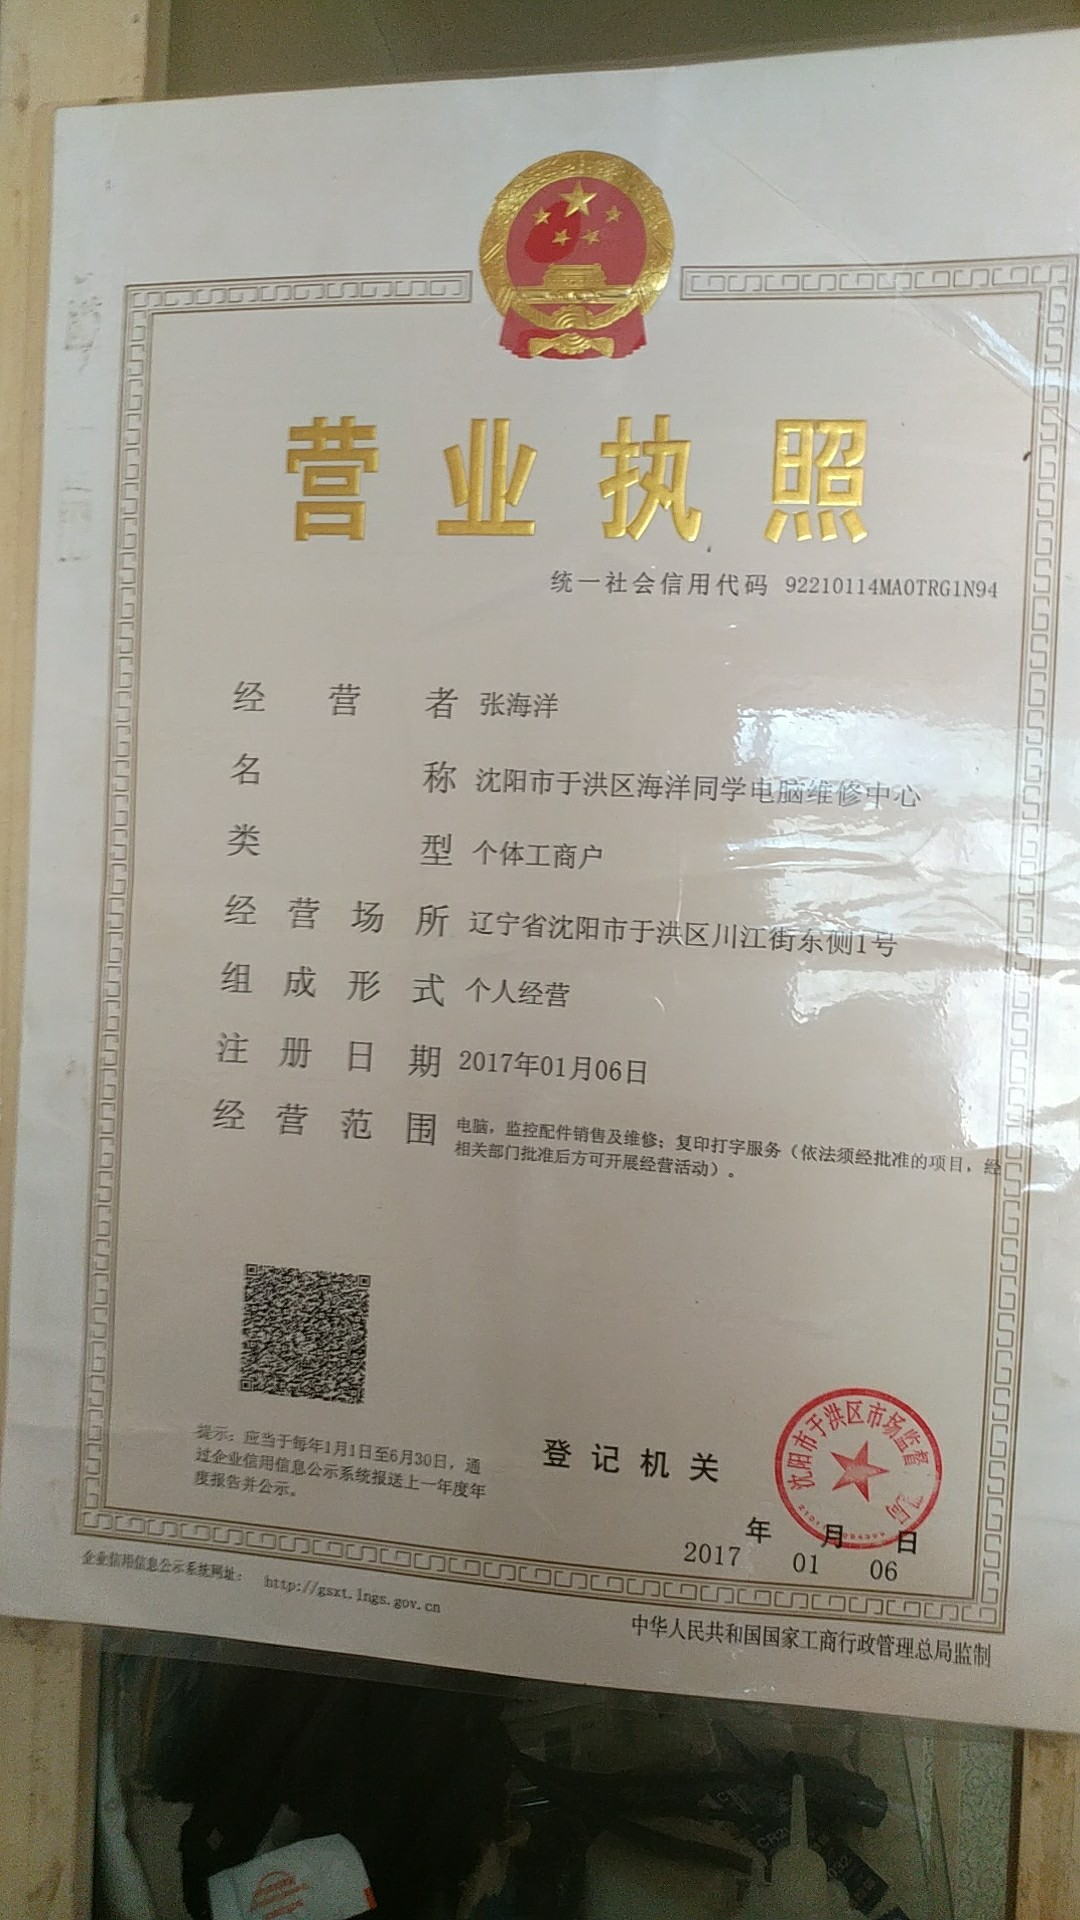 营业执照
统一社会信用代码 92210114MA0TRG1N94
经营者 张海洋
名称 沈阳市于洪区海洋同学电脑维修中心
类型 个体工商户
经营场所 辽宁省沈阳市于洪区川江街东侧1号
组成形式 个人经营
注册日期 2017年01月06日
经营范围 电脑，监控配件销售及维修；复印打字服务（依法须经批准的项目，经
相关部门批准后方可开展经营活动）。
提示：应当于每年1月1日至6月30日，通
过企业信用信息公示系统报送上一年度年
度报告并公示。
登记机关
沈阳市于洪区市场监督 局
年 月 日
2017 01 06
企业信用信息公示系统网址： http://gsxt.lngs.gov.cn
中华人民共和国国家工商行政管理总局监制